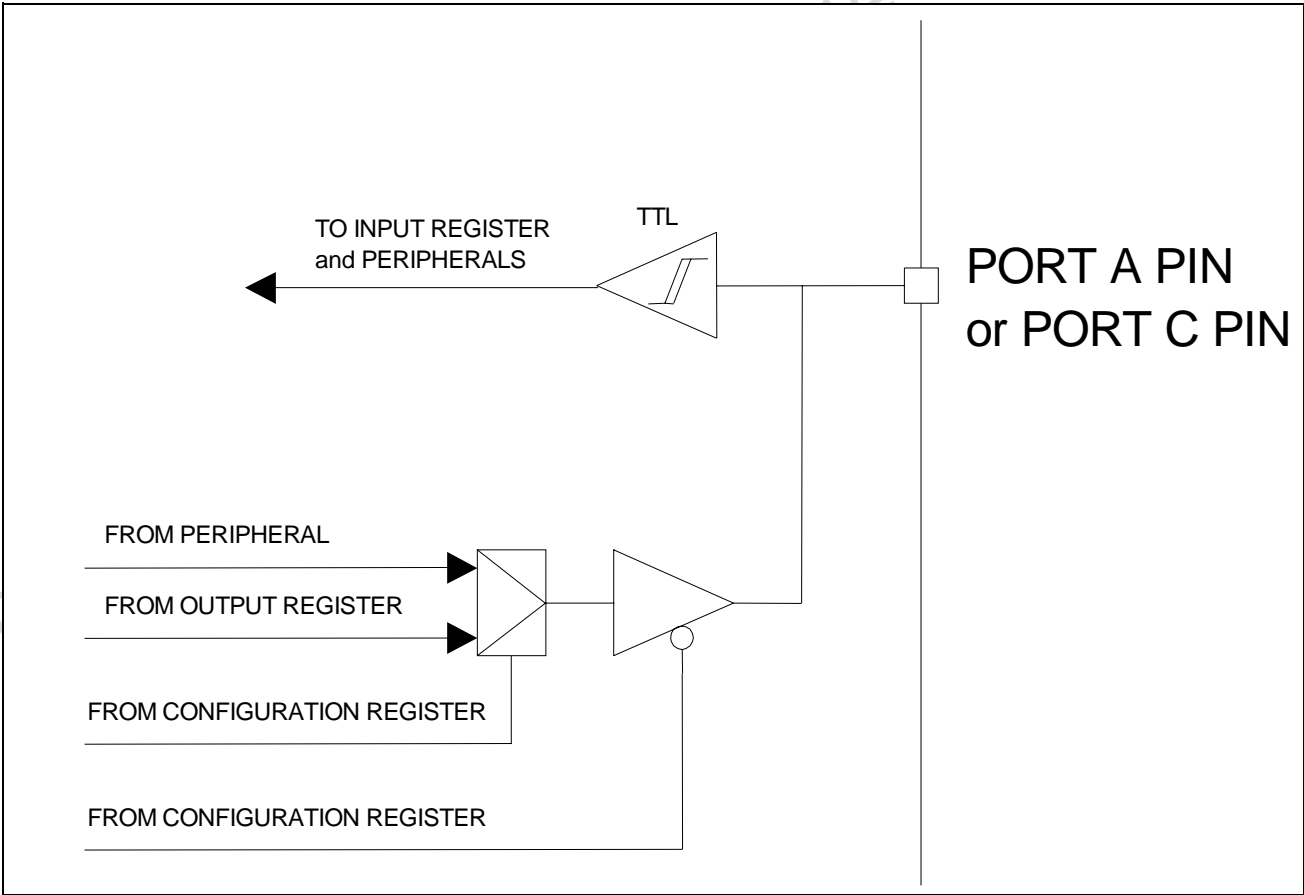 TTL
TO INPUT REGISTER
and PERIPHERALS
PORT A PIN
or PORT C PIN
FROM PERIPHERAL
FROM OUTPUT REGISTER
FROM CONFIGURATION REGISTER
FROM CONFIGURATION REGISTER